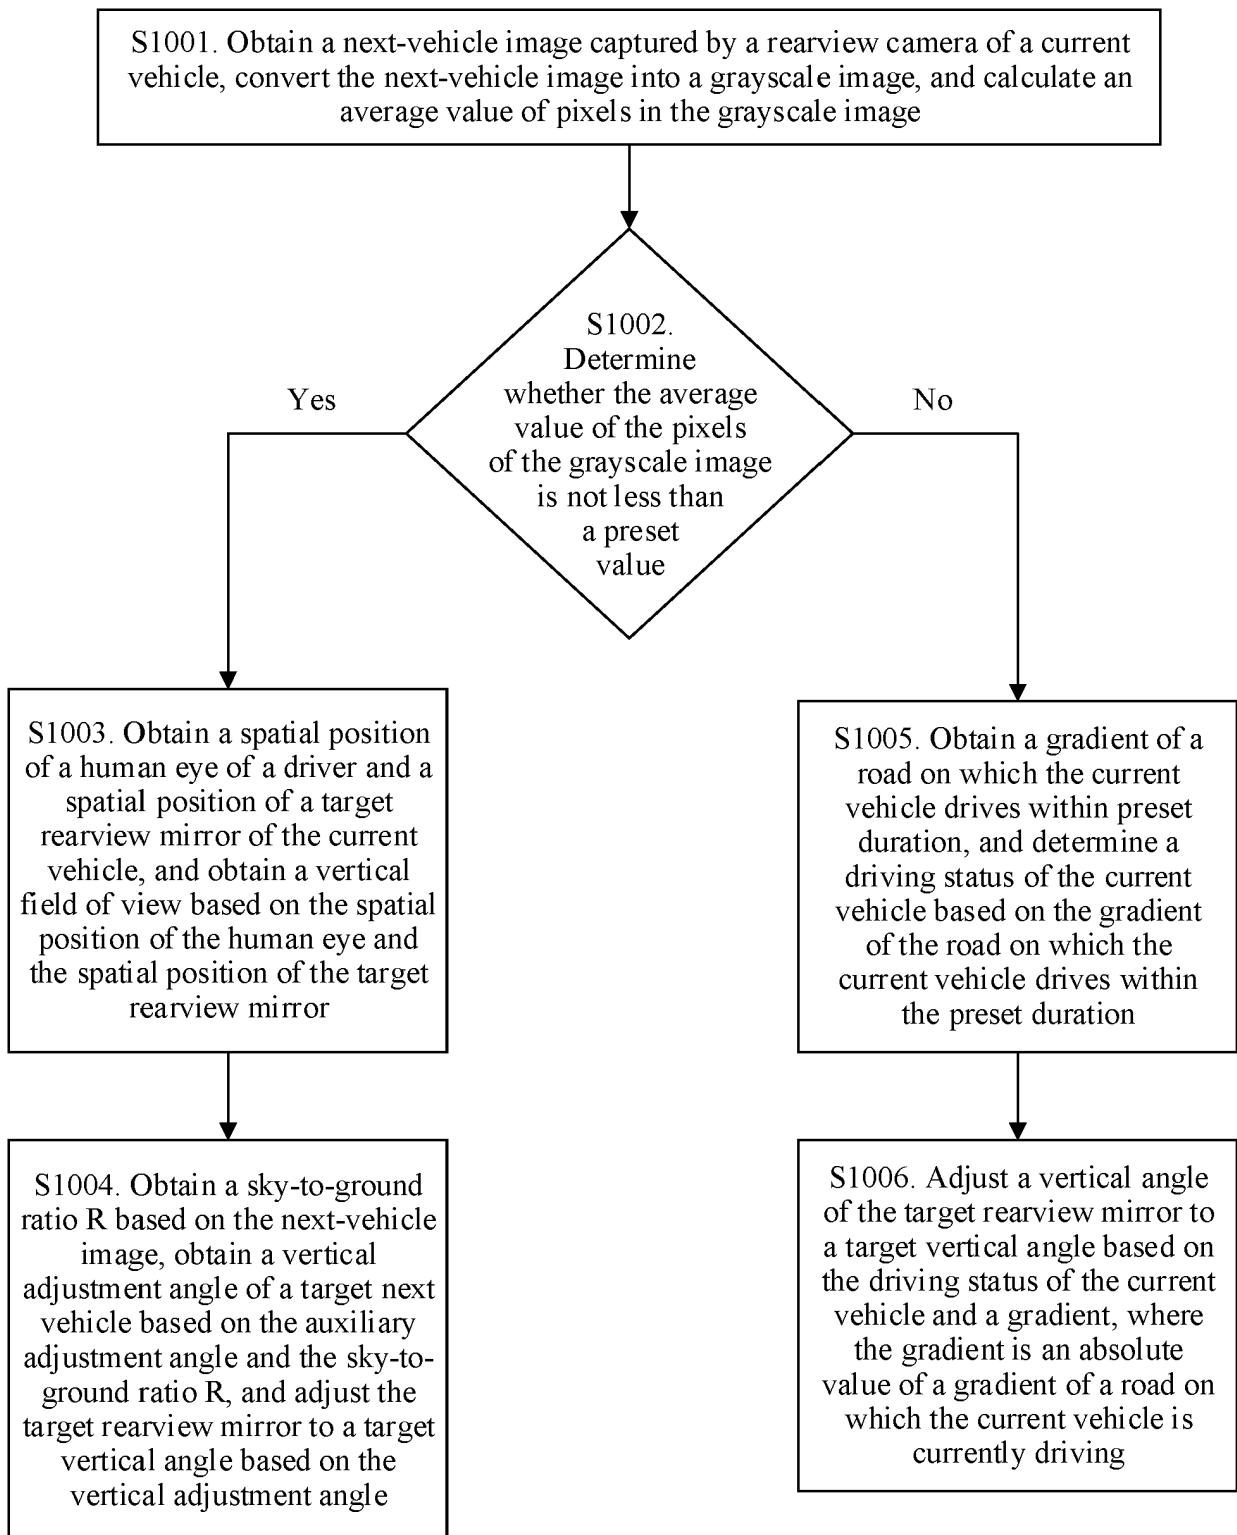 S1001. Obtain a next-vehicle image captured by a rearview camera of a current
vehicle, convert the next-vehicle image into a grayscale image, and calculate an
average value of pixels in the grayscale image
S1002.
Determine
whether the average
value of the pixels
of the grayscale image
is not less than
a preset
value
Yes
No
S1003. Obtain a spatial position
of a human eye of a driver and a
spatial position of a target
rearview mirror of the current
vehicle, and obtain a vertical
field of view based on the spatial
position of the human eye and
the spatial position of the target
rearview mirror
S1005. Obtain a gradient of a
road on which the current
vehicle drives within preset
duration, and determine a
driving status of the current
vehicle based on the gradient
of the road on which the
current vehicle drives within
the preset duration
S1004. Obtain a sky-to-ground
ratio R based on the next-vehicle
image, obtain a vertical
adjustment angle of a target next
vehicle based on the auxiliary
adjustment angle and the sky-to-
ground ratio R, and adjust the
target rearview mirror to a target
vertical angle based on the
vertical adjustment angle
S1006. Adjust a vertical angle
of the target rearview mirror to
a target vertical angle based on
the driving status of the current
vehicle and a gradient, where
the gradient is an absolute
value of a gradient of a road on
which the current vehicle is
currently driving